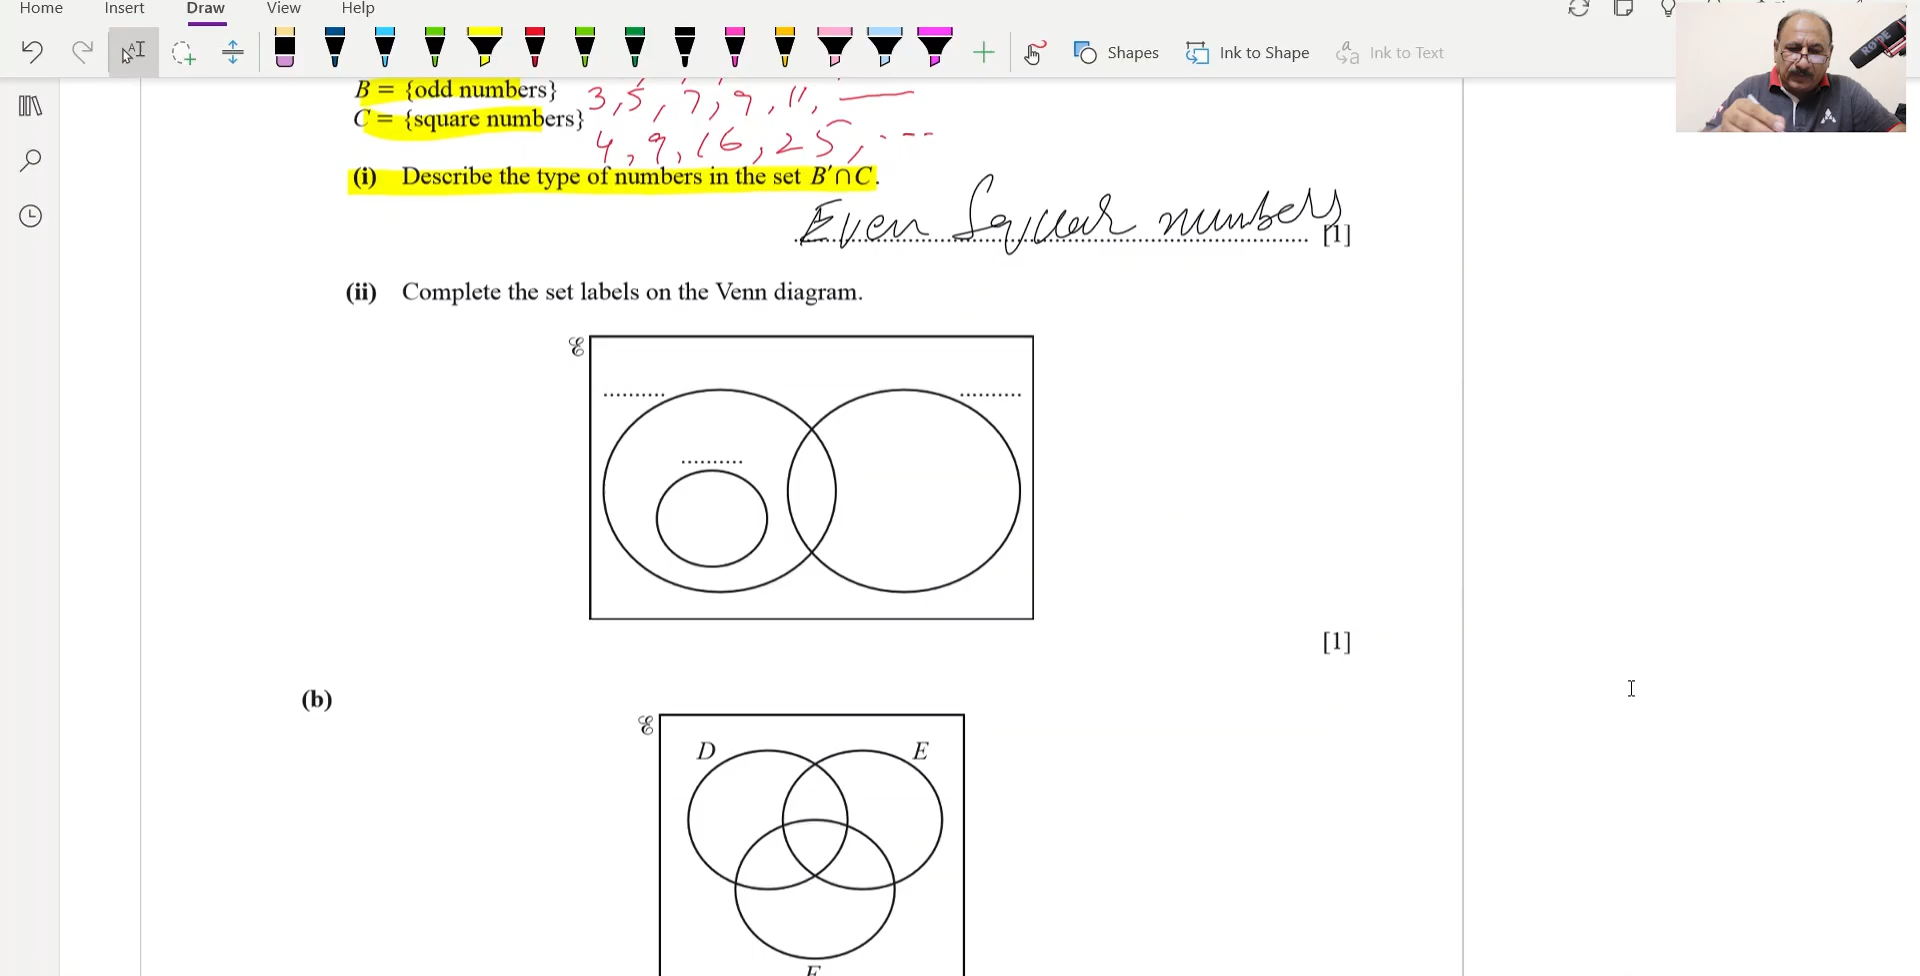 Home Insert Draw View Help
Shapes Ink to Shape Ink to Text
B = {odd numbers} 3, 5, 7, 9, 11,
C = {square numbers}
4, 9, 16, 25, ---
(i) Describe the type of numbers in the set B′∩C.
Even Squear numbers
[1]
(ii) Complete the set labels on the Venn diagram.
ℰ
[1]
(b)
ℰ
D E
F
RØDE